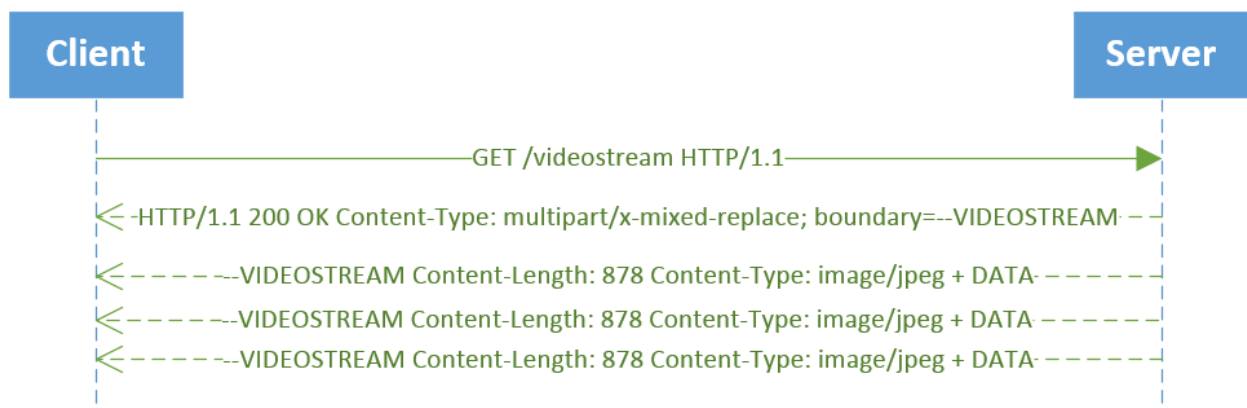 Client
Server
GET /videostream HTTP/1.1
HTTP/1.1 200 OK Content-Type: multipart/x-mixed-replace; boundary=--VIDEOSTREAM
--VIDEOSTREAM Content-Length: 878 Content-Type: image/jpeg + DATA
--VIDEOSTREAM Content-Length: 878 Content-Type: image/jpeg + DATA
--VIDEOSTREAM Content-Length: 878 Content-Type: image/jpeg + DATA